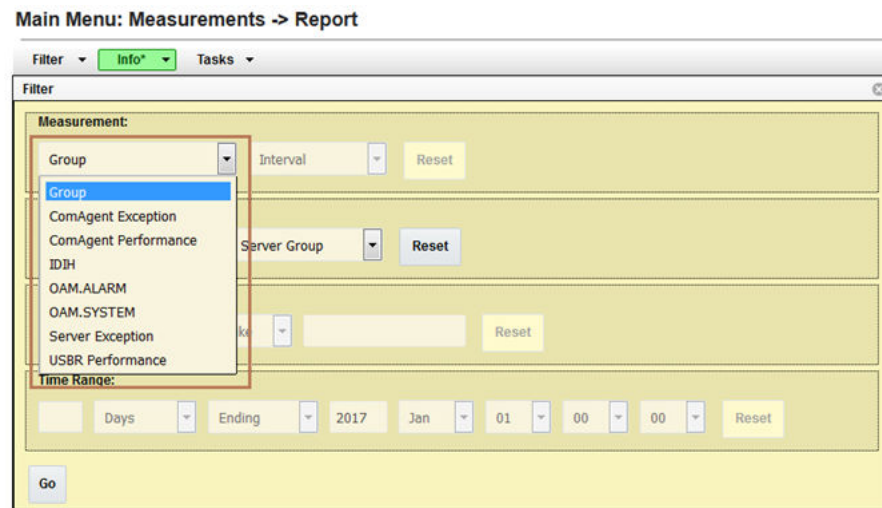 Main Menu: Measurements -> Report
Filter Info* Tasks
Filter
Measurement:
Group Interval Reset
Group
ComAgent Exception
ComAgent Performance
IDIH
OAM.ALARM
OAM.SYSTEM
Server Exception
USBR Performance
Server Group Reset
Reset
Time Range:
Days Ending 2017 Jan 01 00 00 Reset
Go